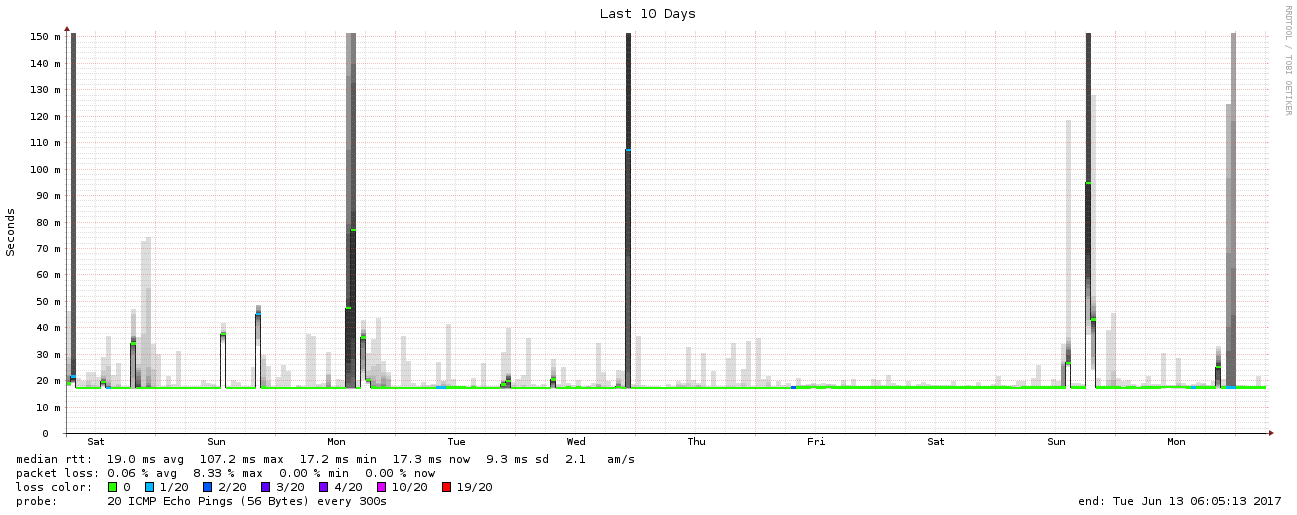 Last 10 Days
RRDTOOL / TOBI OETIKER
Seconds
150 m
140 m
130 m
120 m
110 m
100 m
90 m
80 m
70 m
60 m
50 m
40 m
30 m
20 m
10 m
0
Sat Sun Mon Tue Wed Thu Fri Sat Sun Mon
median rtt: 19.0 ms avg 107.2 ms max 17.2 ms min 17.3 ms now 9.3 ms sd 2.1 am/s
packet loss: 0.06 % avg 8.33 % max 0.00 % min 0.00 % now
loss color: 0 1/20 2/20 3/20 4/20 10/20 19/20
probe: 20 ICMP Echo Pings (56 Bytes) every 300s end: Tue Jun 13 06:05:13 2017